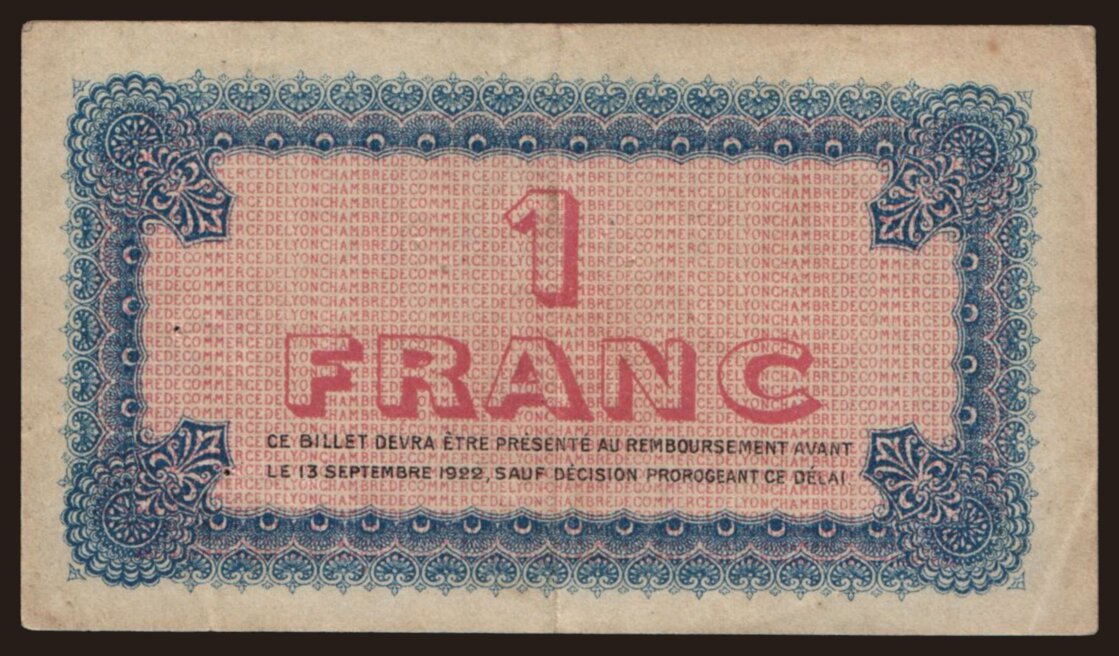 1
FRANC
CE BILLET DEVRA ÊTRE PRÉSENTÉ AU REMBOURSEMENT AVANT
LE 13 SEPTEMBRE 1922, SAUF DÉCISION PROROGEANT CE DÉLAI
CHAMBREDECOMMERCEDELYON